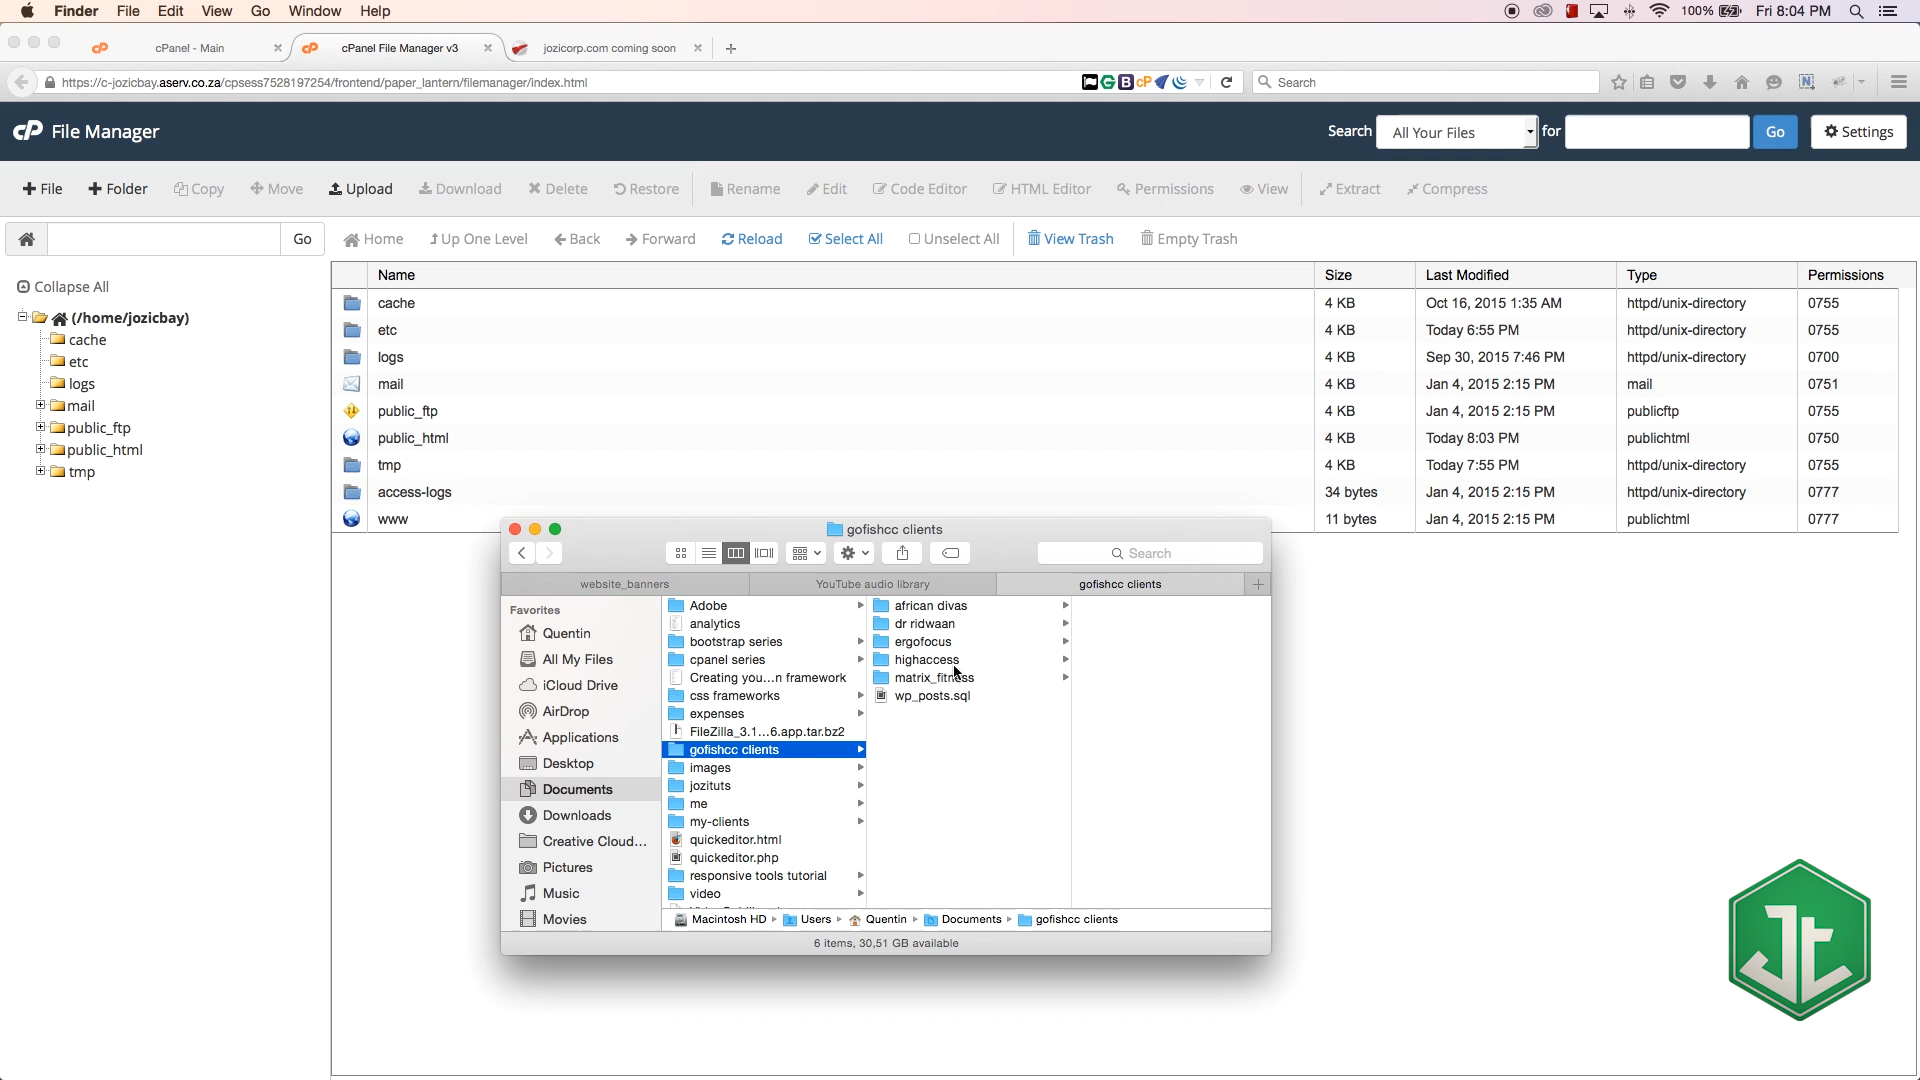 Finder File Edit View Go Window Help 100% Fri 8:04 PM
cPanel - Main cPanel File Manager v3 jozicorp.com coming soon
https://c-jozicbay.aserv.co.za/cpsess7528197254/frontend/paper_lantern/filemanager/index.html Search
cP File Manager Search All Your Files for Go Settings
File Folder Copy Move Upload Download Delete Restore Rename Edit Code Editor HTML Editor Permissions View Extract Compress
Go Home Up One Level Back Forward Reload Select All Unselect All View Trash Empty Trash
Collapse All
(/home/jozicbay)
cache
etc
logs
mail
public_ftp
public_html
tmp
Name Size Last Modified Type Permissions
cache 4 KB Oct 16, 2015 1:35 AM httpd/unix-directory 0755
etc 4 KB Today 6:55 PM httpd/unix-directory 0755
logs 4 KB Sep 30, 2015 7:46 PM httpd/unix-directory 0700
mail 4 KB Jan 4, 2015 2:15 PM mail 0751
public_ftp 4 KB Jan 4, 2015 2:15 PM publicftp 0755
public_html 4 KB Today 8:03 PM publichtml 0750
tmp 4 KB Today 7:55 PM httpd/unix-directory 0755
access-logs 34 bytes Jan 4, 2015 2:15 PM httpd/unix-directory 0777
www 11 bytes Jan 4, 2015 2:15 PM publichtml 0777
gofishcc clients
Search
website_banners YouTube audio library gofishcc clients
Favorites
Quentin
All My Files
iCloud Drive
AirDrop
Applications
Desktop
Documents
Downloads
Creative Cloud...
Pictures
Music
Movies
Adobe
analytics
bootstrap series
cpanel series
Creating you...n framework
css frameworks
expenses
FileZilla_3.1...6.app.tar.bz2
gofishcc clients
images
jozituts
me
my-clients
quickeditor.html
quickeditor.php
responsive tools tutorial
video
african divas
dr ridwaan
ergofocus
highaccess
matrix_fitness
wp_posts.sql
Macintosh HD Users Quentin Documents gofishcc clients
6 items, 30,51 GB available
Jt